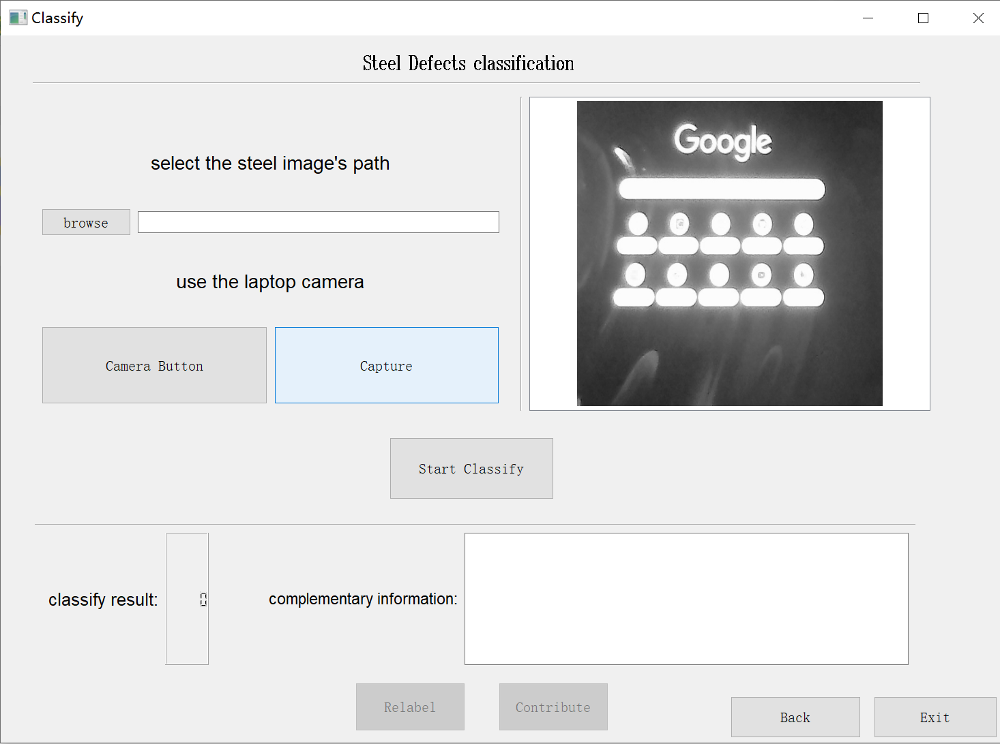 Classify
Steel Defects classification
select the steel image's path
browse
use the laptop camera
Camera Button
Capture
Google
Start Classify
classify result:
0
complementary information:
Relabel
Contribute
Back
Exit